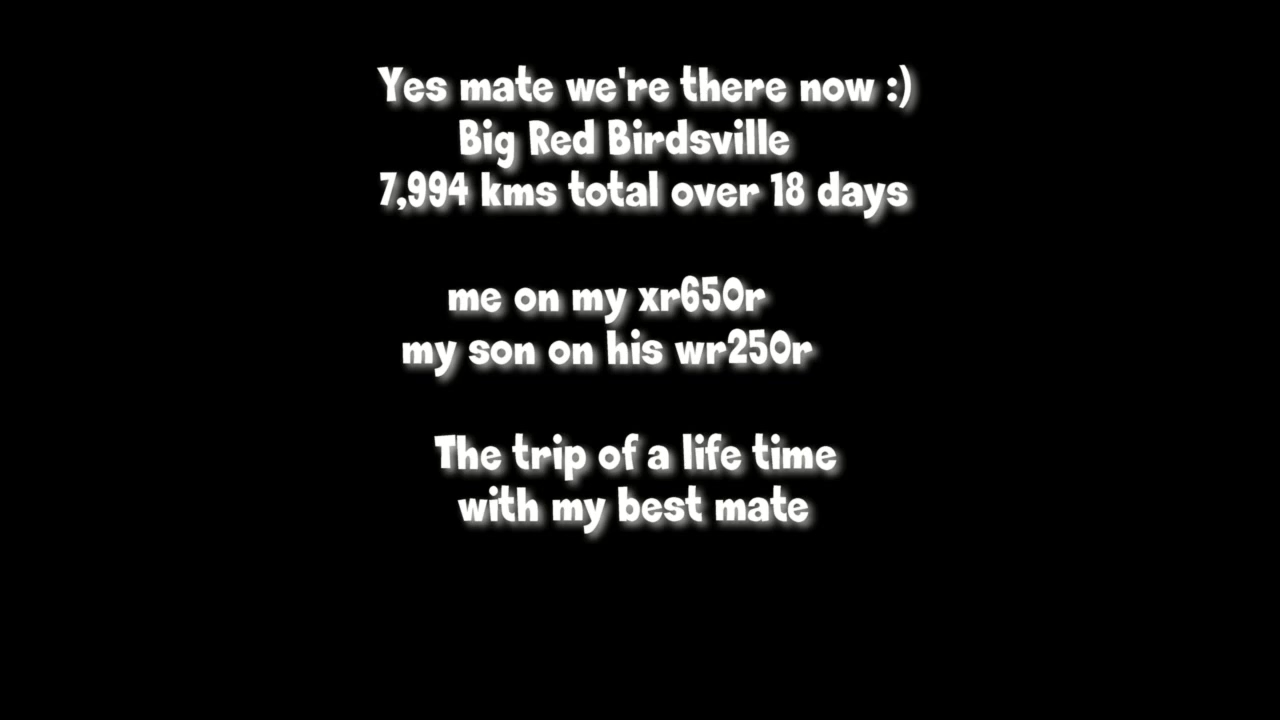 Yes mate we're there now :)
Big Red Birdsville
7,994 kms total over 18 days
me on my xr650r
my son on his wr250r
The trip of a life time
with my best mate